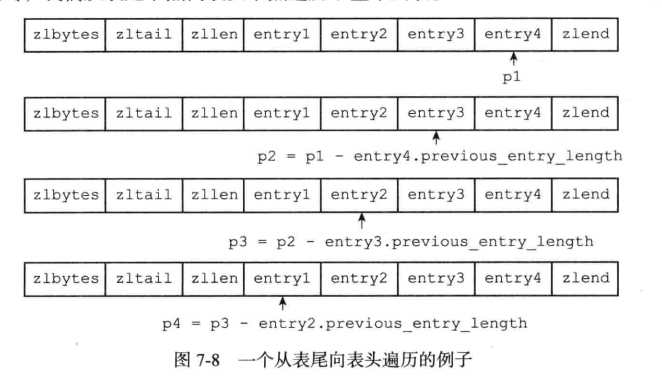 zlbytes zltail zllen entry1 entry2 entry3 entry4 zlend
p1
zlbytes zltail zllen entry1 entry2 entry3 entry4 zlend
p2 = p1 - entry4.previous_entry_length
zlbytes zltail zllen entry1 entry2 entry3 entry4 zlend
p3 = p2 - entry3.previous_entry_length
zlbytes zltail zllen entry1 entry2 entry3 entry4 zlend
p4 = p3 - entry2.previous_entry_length
图 7-8 一个从表尾向表头遍历的例子